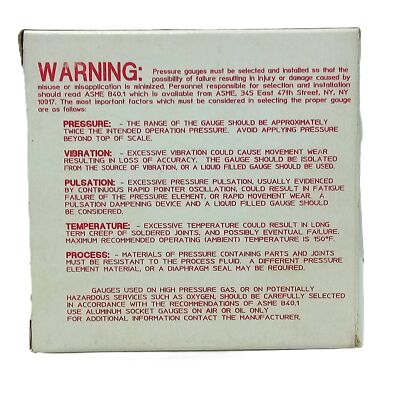 WARNING: Pressure gauges must be selected and installed so that the
possibility of failure resulting in injury or damage caused by
misuse or misapplication is minimized. Personnel responsible for selection and installation
should read ASME B40.1 which is available from ASME, 345 East 47th Street, NY, NY
10017. The most important factors which must be considered in selecting the proper gauge
are as follows:
PRESSURE: - THE RANGE OF THE GAUGE SHOULD BE APPROXIMATELY
TWICE THE INTENDED OPERATION PRESSURE. AVOID APPLYING PRESSURE
BEYOND TOP OF SCALE.
VIBRATION: - EXCESSIVE VIBRATION COULD CAUSE MOVEMENT WEAR
RESULTING IN LOSS OF ACCURACY. THE GAUGE SHOULD BE ISOLATED
FROM THE SOURCE OF VIBRATION, OR A LIQUID FILLED GAUGE SHOULD BE USED.
PULSATION: - EXCESSIVE PRESSURE PULSATION, USUALLY EVIDENCED
BY CONTINUOUS RAPID POINTER OSCILLATION, COULD RESULT IN FATIGUE
FAILURE OF THE PRESSURE ELEMENT, OR RAPID MOVEMENT WEAR. A
PULSATION DAMPENING DEVICE AND A LIQUID FILLED GAUGE SHOULD
BE CONSIDERED.
TEMPERATURE: - EXCESSIVE TEMPERATURE COULD RESULT IN LONG
TERM CREEP OF SOLDERED JOINTS, AND POSSIBLY EVENTUAL FAILURE.
MAXIMUM RECOMMENDED OPERATING (AMBIENT) TEMPERATURE IS 150°F.
PROCESS: - MATERIALS OF PRESSURE CONTAINING PARTS AND JOINTS
MUST BE RESISTANT TO THE PROCESS FLUID. A DIFFERENT PRESSURE
ELEMENT MATERIAL, OR A DIAPHRAGM SEAL MAY BE REQUIRED.
GAUGES USED ON HIGH PRESSURE GAS, OR ON POTENTIALLY
HAZARDOUS SERVICES SUCH AS OXYGEN, SHOULD BE CAREFULLY SELECTED
IN ACCORDANCE WITH THE RECOMMENDATIONS OF ASME B40.1
USE ALUMINUM SOCKET GAUGES ON AIR OR OIL ONLY
FOR ADDITIONAL INFORMATION CONTACT THE MANUFACTURER.